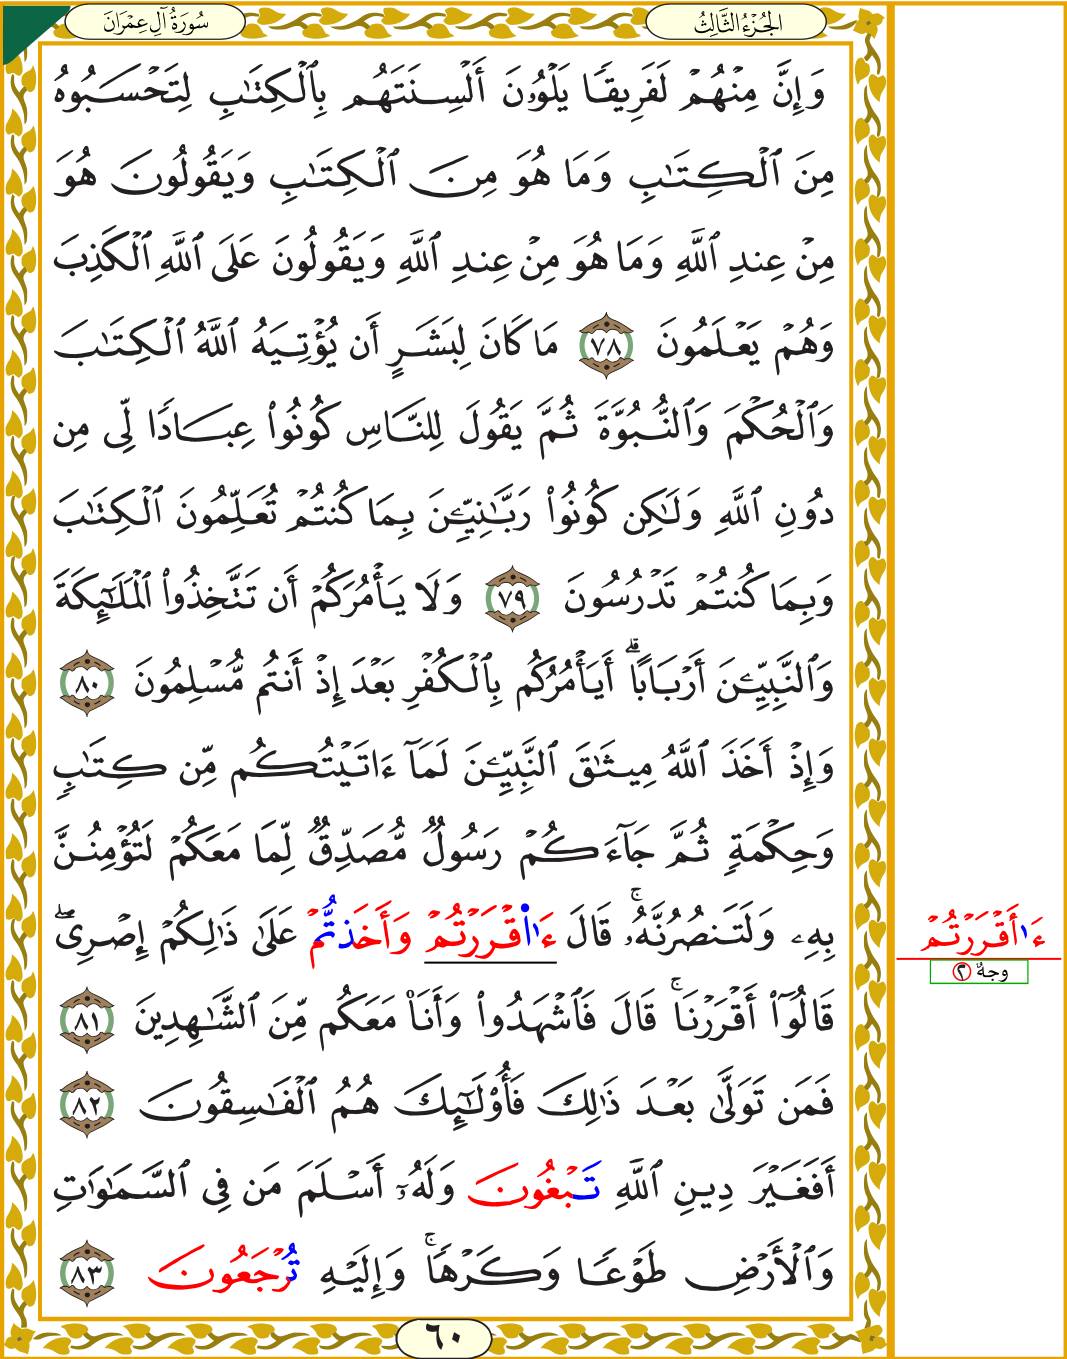 سُورَةُ آلِ عِمْرَانَ
الجُزْءُ الثَّالِثُ
وَإِنَّ مِنْهُمْ لَفَرِيقًا يَلْوُۥنَ أَلْسِنَتَهُم بِٱلْكِتَٰبِ لِتَحْسَبُوهُ
مِنَ ٱلْكِتَٰبِ وَمَا هُوَ مِنَ ٱلْكِتَٰبِ وَيَقُولُونَ هُوَ
مِنْ عِندِ ٱللَّهِ وَمَا هُوَ مِنْ عِندِ ٱللَّهِ وَيَقُولُونَ عَلَى ٱللَّهِ ٱلْكَذِبَ
وَهُمْ يَعْلَمُونَ ٧٨ مَا كَانَ لِبَشَرٍ أَن يُؤْتِيَهُ ٱللَّهُ ٱلْكِتَٰبَ
وَٱلْحُكْمَ وَٱلنُّبُوَّةَ ثُمَّ يَقُولَ لِلنَّاسِ كُونُوا۟ عِبَادًا لِّى مِن
دُونِ ٱللَّهِ وَلَٰكِن كُونُوا۟ رَبَّٰنِيِّۦنَ بِمَا كُنتُمْ تُعَلِّمُونَ ٱلْكِتَٰبَ
وَبِمَا كُنتُمْ تَدْرُسُونَ ٧٩ وَلَا يَأْمُرُكُمْ أَن تَتَّخِذُوا۟ ٱلْمَلَٰٓئِكَةَ
وَٱلنَّبِيِّۦنَ أَرْبَابًا ۗ أَيَأْمُرُكُم بِٱلْكُفْرِ بَعْدَ إِذْ أَنتُم مُّسْلِمُونَ ٨٠
وَإِذْ أَخَذَ ٱللَّهُ مِيثَٰقَ ٱلنَّبِيِّۦنَ لَمَآ ءَاتَيْتُكُم مِّن كِتَٰبٍ
وَحِكْمَةٍ ثُمَّ جَآءَكُمْ رَسُولٌ مُّصَدِّقٌ لِّمَا مَعَكُمْ لَتُؤْمِنُنَّ
بِهِۦ وَلَتَنصُرُنَّهُۥ ۚ قَالَ ءَا۬قْرَرْتُمْ وَأَخَذتُّمْ عَلَىٰ ذَٰلِكُمْ إِصْرِى ۖ
قَالُوٓا۟ أَقْرَرْنَا ۚ قَالَ فَٱشْهَدُوا۟ وَأَنَا۠ مَعَكُم مِّنَ ٱلشَّٰهِدِينَ ٨١
فَمَن تَوَلَّىٰ بَعْدَ ذَٰلِكَ فَأُو۟لَٰٓئِكَ هُمُ ٱلْفَٰسِقُونَ ٨٢
أَفَغَيْرَ دِينِ ٱللَّهِ تَبْغُونَ وَلَهُۥٓ أَسْلَمَ مَن فِى ٱلسَّمَٰوَٰتِ
وَٱلْأَرْضِ طَوْعًا وَكَرْهًا ۚ وَإِلَيْهِ تُرْجَعُونَ ٨٣
٦٠
ءَاٰ۬أَقْرَرْتُمْ
وجهٌ ٢